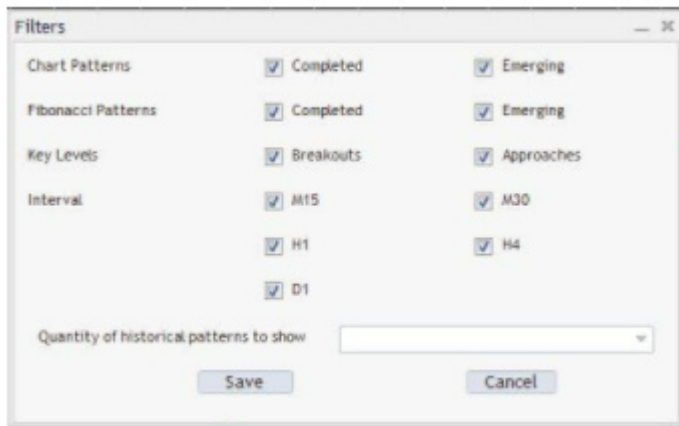 Filters
Chart Patterns Completed Emerging
Fibonacci Patterns Completed Emerging
Key Levels Breakouts Approaches
Interval M15 M30
H1 H4
D1
Quantity of historical patterns to show
Save Cancel